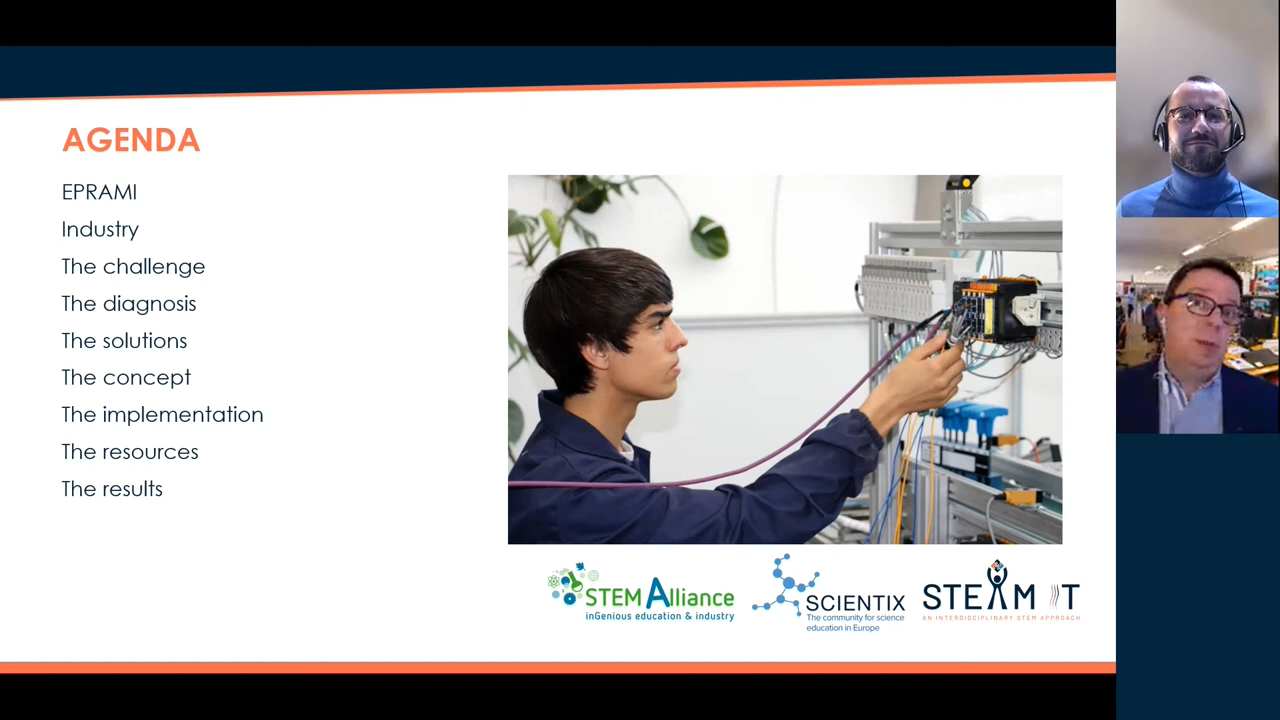 AGENDA
EPRAMI
Industry
The challenge
The diagnosis
The solutions
The concept
The implementation
The resources
The results
STEM Alliance
inGenious education & industry
SCIENTIX
The community for science
education in Europe
STEAM IT
AN INTERDISCIPLINARY STEM APPROACH